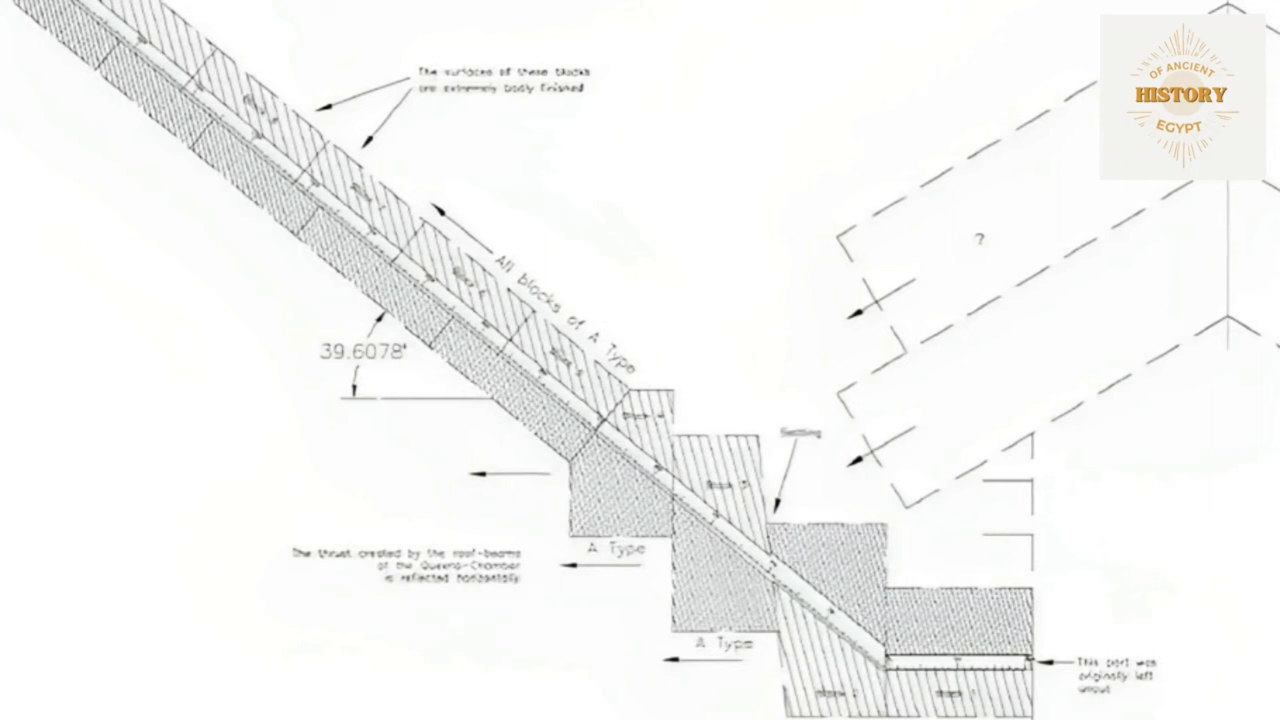 OF ANCIENT
HISTORY
EGYPT
The surfaces of these blocks
are extremely badly finished
?
All blocks of A Type
39.6078°
A Type
The thrust created by the roof-beams
of the Queens-Chamber
is reflected horizontally
A Type
This part was
originally left
uncut